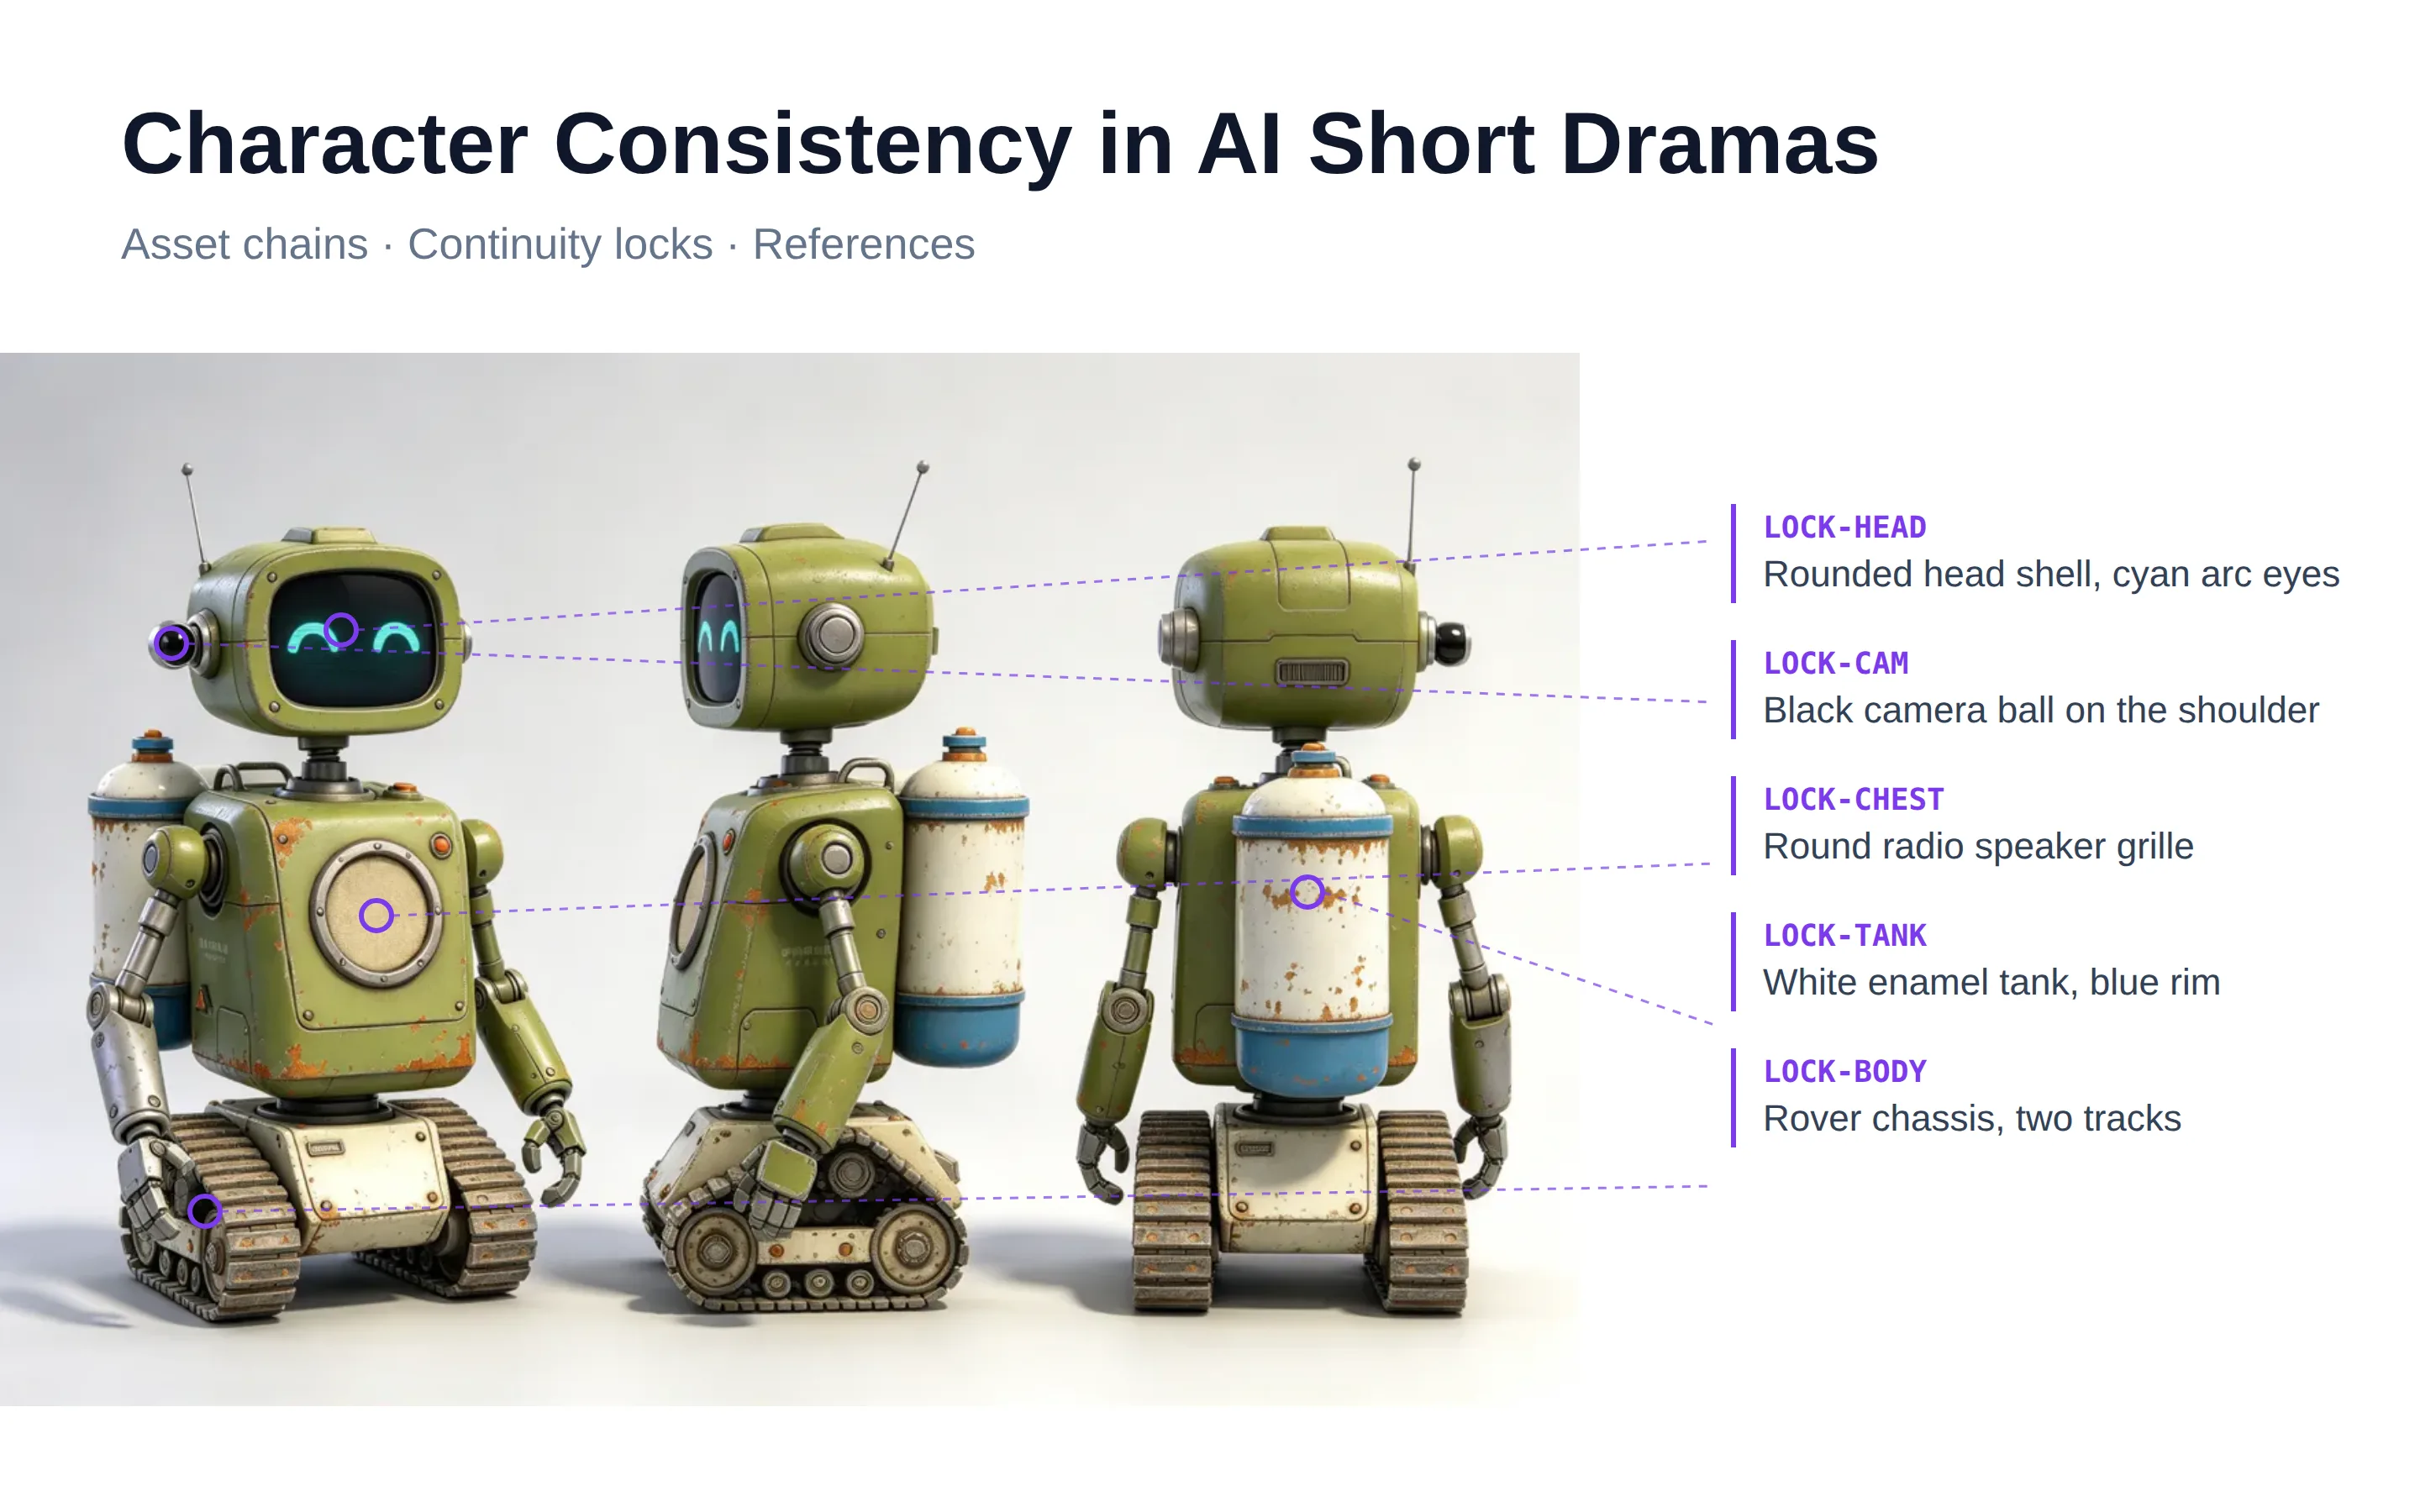 Character Consistency in AI Short Dramas
Asset chains · Continuity locks · References
LOCK-HEAD
Rounded head shell, cyan arc eyes
LOCK-CAM
Black camera ball on the shoulder
LOCK-CHEST
Round radio speaker grille
LOCK-TANK
White enamel tank, blue rim
LOCK-BODY
Rover chassis, two tracks